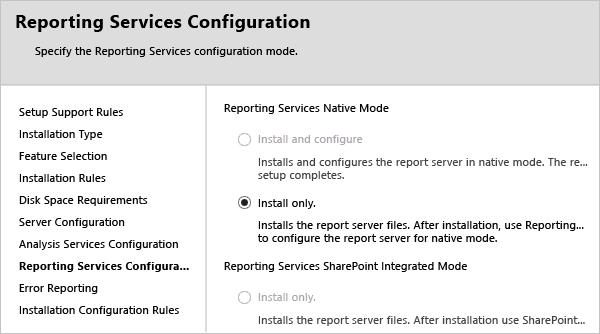 Reporting Services Configuration
Specify the Reporting Services configuration mode.
Setup Support Rules
Installation Type
Feature Selection
Installation Rules
Disk Space Requirements
Server Configuration
Analysis Services Configuration
Reporting Services Configura...
Error Reporting
Installation Configuration Rules
Reporting Services Native Mode
Install and configure
Installs and configures the report server in native mode. The re...
setup completes.
Install only.
Installs the report server files. After installation, use Reporting...
to configure the report server for native mode.
Reporting Services SharePoint Integrated Mode
Install only.
Installs the report server files. After installation use SharePoint...